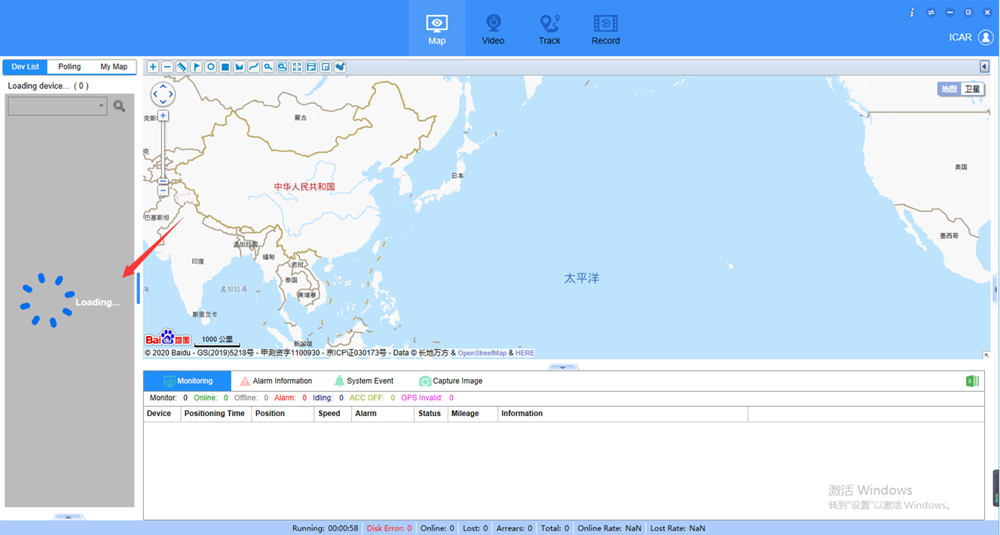 ICAR
Map Video Track Record
Dev List Polling My Map
Loading device... ( 0 )
地图 卫星
克斯
蒙古
克
中华人民共和国
日本
美国
巴基斯坦
墨西哥
孟加拉国
印度
缅甸
老挝
泰国
太平洋
海
孟加拉湾
柬埔寨
Loading...
斯里兰卡
Bai du 地图
1000 公里
新加坡
© 2020 Baidu - GS(2019)5218号 - 甲测资字1100930 - 京ICP证030173号 - Data © 长地万方 & OpenStreetMap & HERE
Monitoring Alarm Information System Event Capture Image
Monitor: 0 Online: 0 Offline: 0 Alarm: 0 Idling: 0 ACC OFF: 0 GPS Invalid: 0
Device Positioning Time Position Speed Alarm Status Mileage Information
激活 Windows
转到"设置"以激活 Windows。
Running: 00:00:58 Disk Error: 0 Online: 0 Lost: 0 Arrears: 0 Total: 0 Online Rate: NaN Lost Rate: NaN